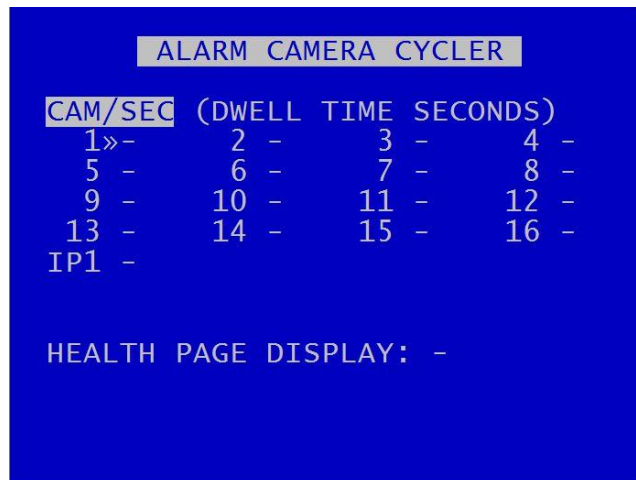 ALARM CAMERA CYCLER
CAM/SEC (DWELL TIME SECONDS)
1»- 2 - 3 - 4 -
5 - 6 - 7 - 8 -
9 - 10 - 11 - 12 -
13 - 14 - 15 - 16 -
IP1 -
HEALTH PAGE DISPLAY: -